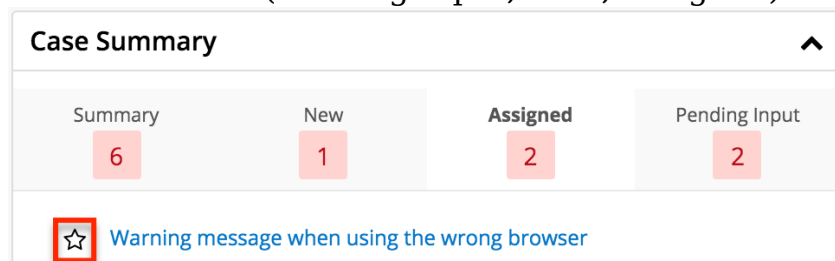 Case Summary
Summary New Assigned Pending Input
6 1 2 2
Warning message when using the wrong browser